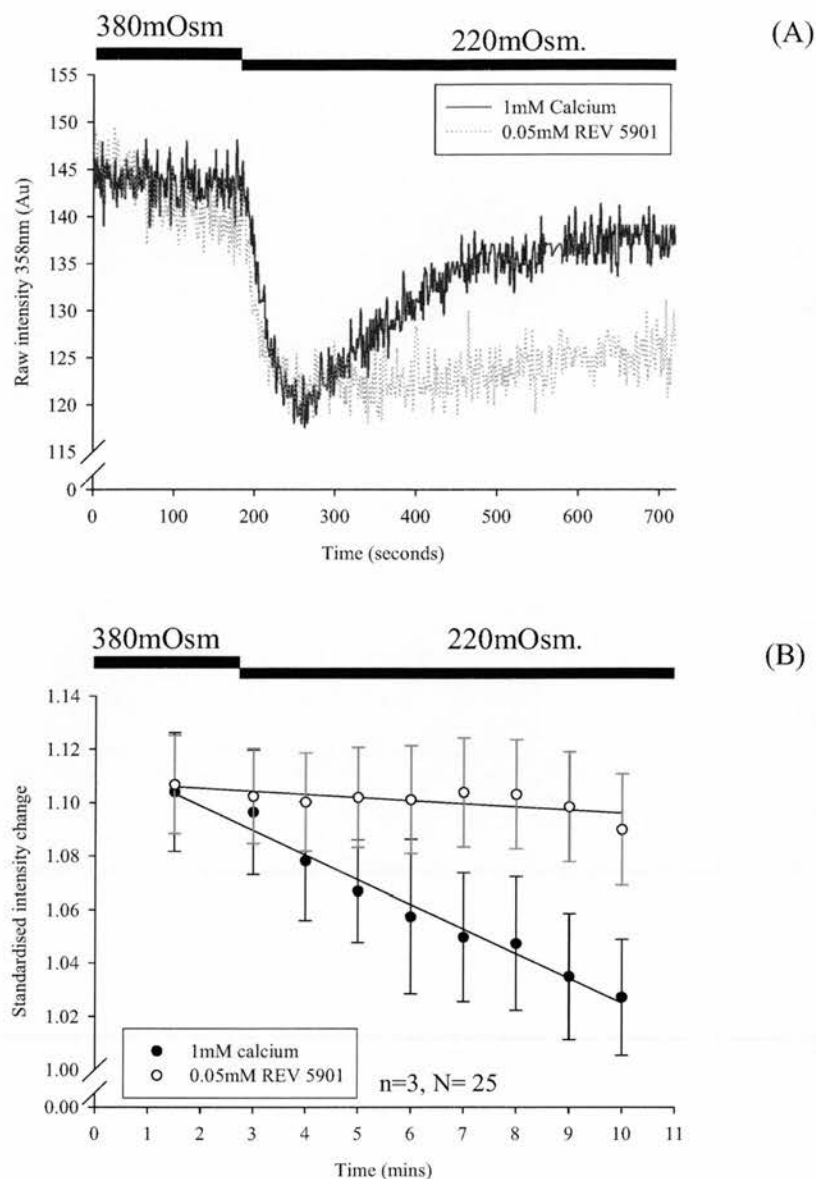 380mOsm 220mOsm. (A)
155
150
145
140
135
130
125
120
115
0
Raw intensity 358nm (Au)
1mM Calcium
0.05mM REV 5901
0 100 200 300 400 500 600 700
Time (seconds)
380mOsm 220mOsm. (B)
1.14
1.12
1.10
1.08
1.06
1.04
1.02
1.00
0.00
Standardised intensity change
1mM calcium
0.05mM REV 5901
n=3, N= 25
0 1 2 3 4 5 6 7 8 9 10 11
Time (mins)